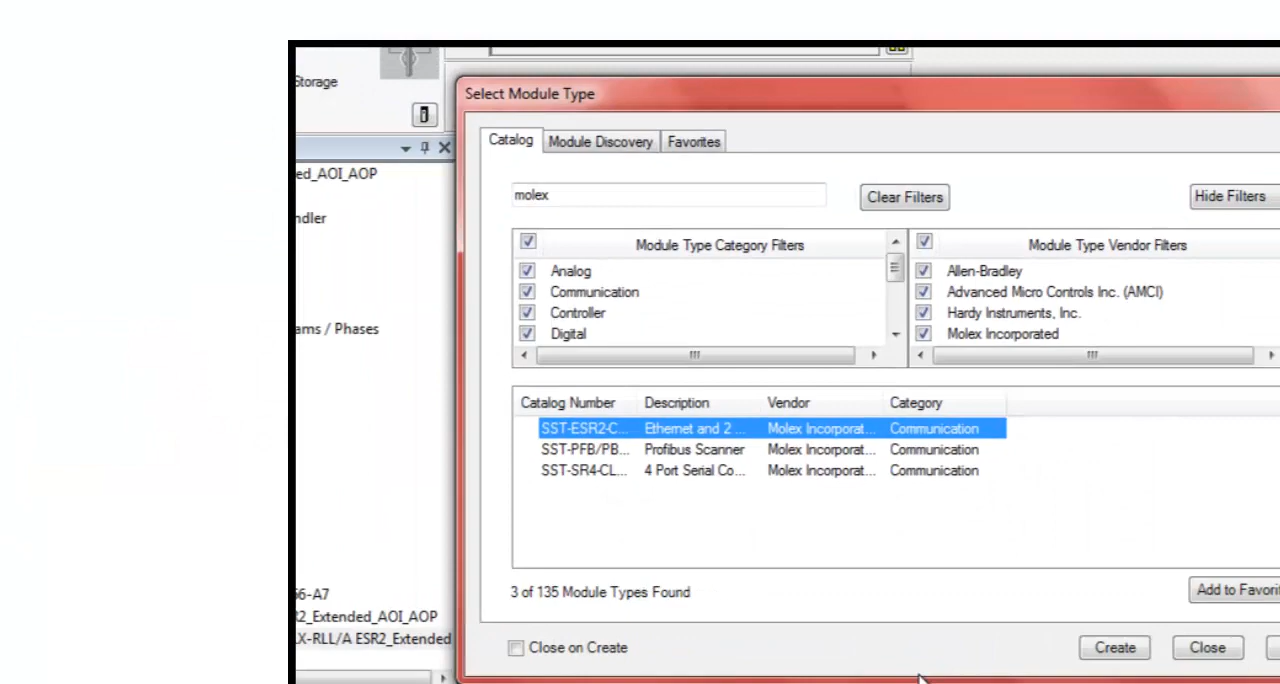 Storage
Select Module Type
Catalog Module Discovery Favorites
ed_AOI_AOP
molex Clear Filters Hide Filters
ndler
Module Type Category Filters Module Type Vendor Filters
Analog Allen-Bradley
Communication Advanced Micro Controls Inc. (AMCI)
Controller Hardy Instruments, Inc.
ams / Phases
Digital Molex Incorporated
Catalog Number Description Vendor Category
SST-ESR2-C... Ethernet and 2 ... Molex Incorporat... Communication
SST-PFB/PB... Profibus Scanner Molex Incorporat... Communication
SST-SR4-CL... 4 Port Serial Co... Molex Incorporat... Communication
3 of 135 Module Types Found Add to Favorit
6-A7
R2_Extended_AOI_AOP
X-RLL/A ESR2_Extended
Close on Create Create Close